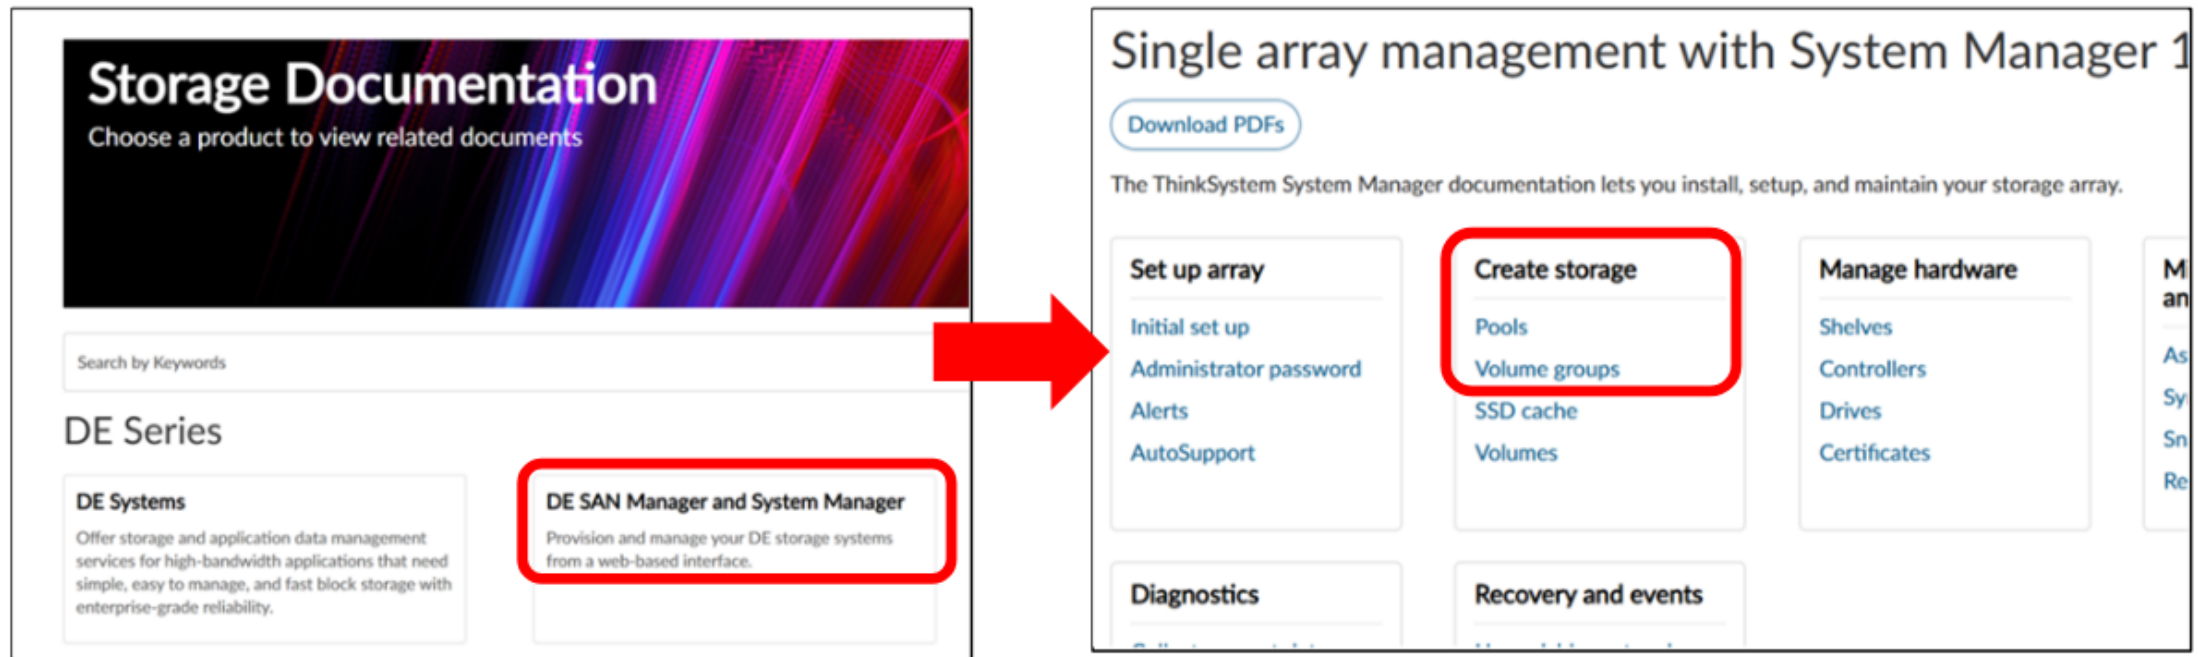 Storage Documentation
Choose a product to view related documents
Search by Keywords
DE Series
DE Systems
Offer storage and application data management
services for high-bandwidth applications that need
simple, easy to manage, and fast block storage with
enterprise-grade reliability.
DE SAN Manager and System Manager
Provision and manage your DE storage systems
from a web-based interface.
Single array management with System Manager 1
Download PDFs
The ThinkSystem System Manager documentation lets you install, setup, and maintain your storage array.
Set up array
Initial set up
Administrator password
Alerts
AutoSupport
Create storage
Pools
Volume groups
SSD cache
Volumes
Manage hardware
Shelves
Controllers
Drives
Certificates
Diagnostics
Recovery and events